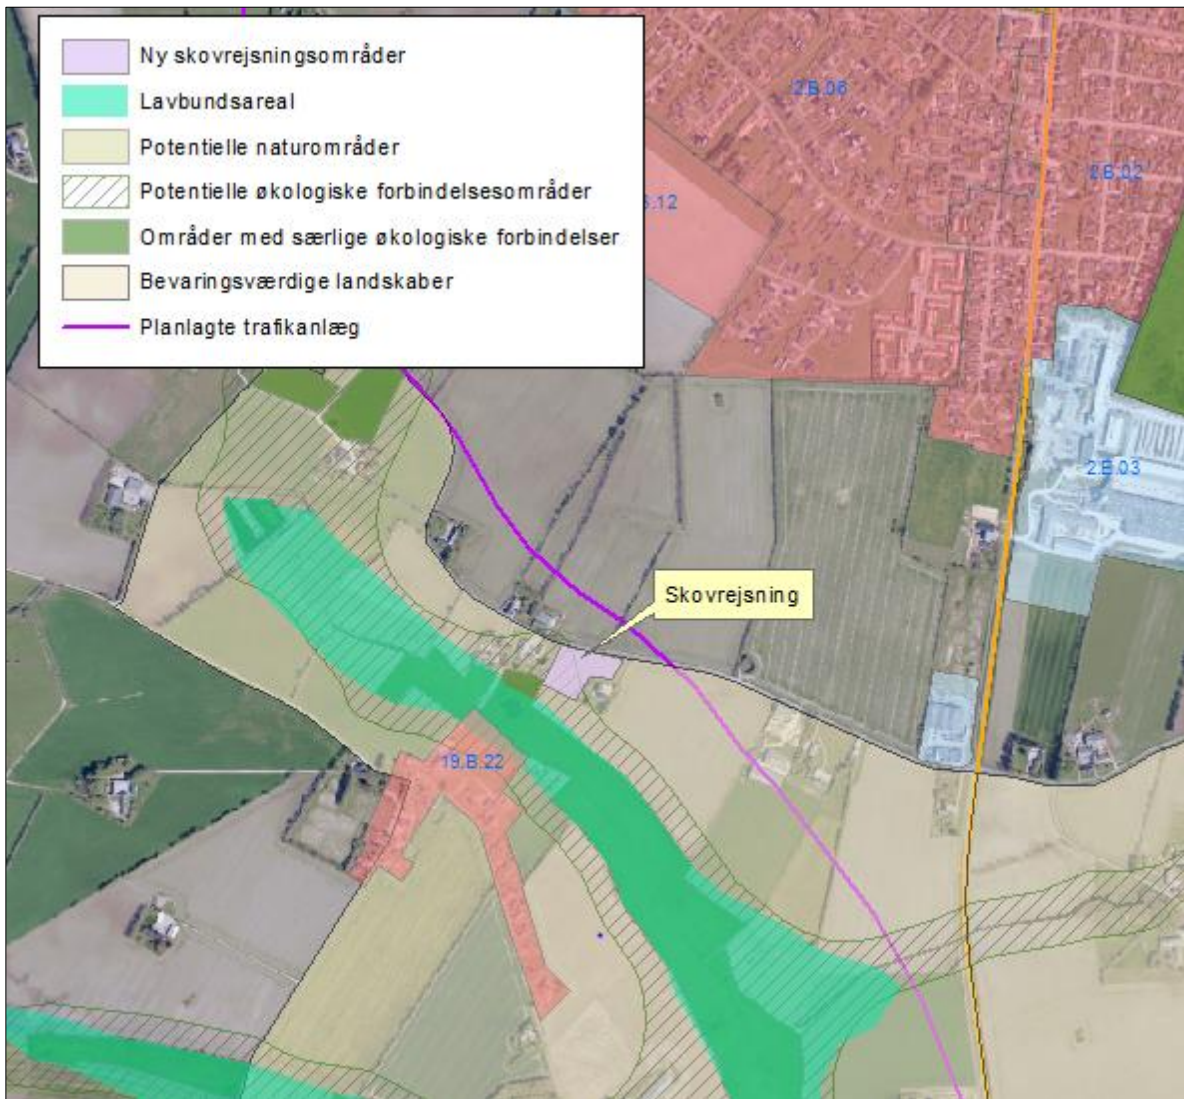 Ny skovrejsningsområder
Lavbundsareal
Potentielle naturområder
Potentielle økologiske forbindelsesområder
Områder med særlige økologiske forbindelser
Bevaringsværdige landskaber
Planlagte trafikanlæg
2.B.06
2.B.02
.12
2.B.03
Skovrejsning
19.B.22